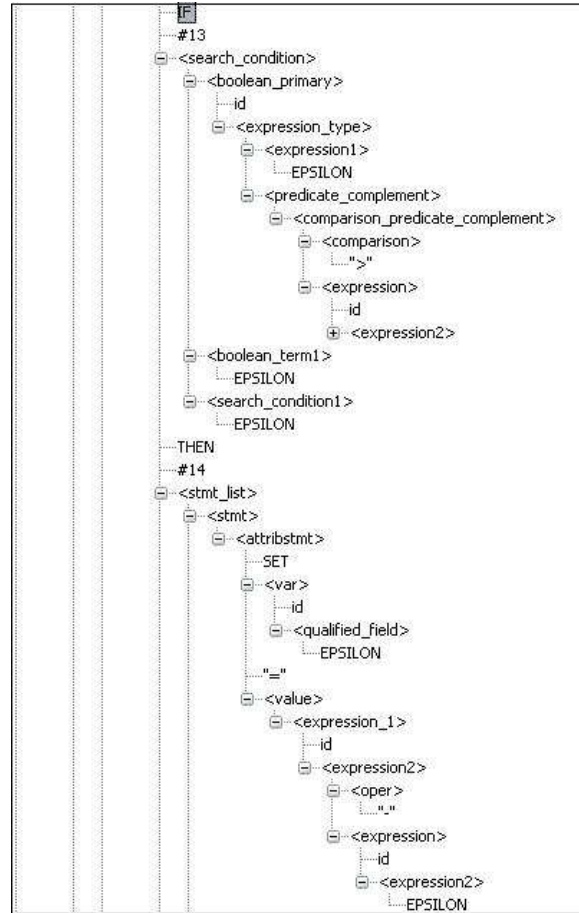 IF
#13
<search_condition>
<boolean_primary>
id
<expression_type>
<expression1>
EPSILON
<predicate_complement>
<comparison_predicate_complement>
<comparison>
">"
<expression>
id
<expression2>
<boolean_term1>
EPSILON
<search_condition1>
EPSILON
THEN
#14
<stmt_list>
<stmt>
<attribstmt>
SET
<var>
id
<qualified_field>
EPSILON
"="
<value>
<expression_1>
id
<expression2>
<oper>
"-"
<expression>
id
<expression2>
EPSILON